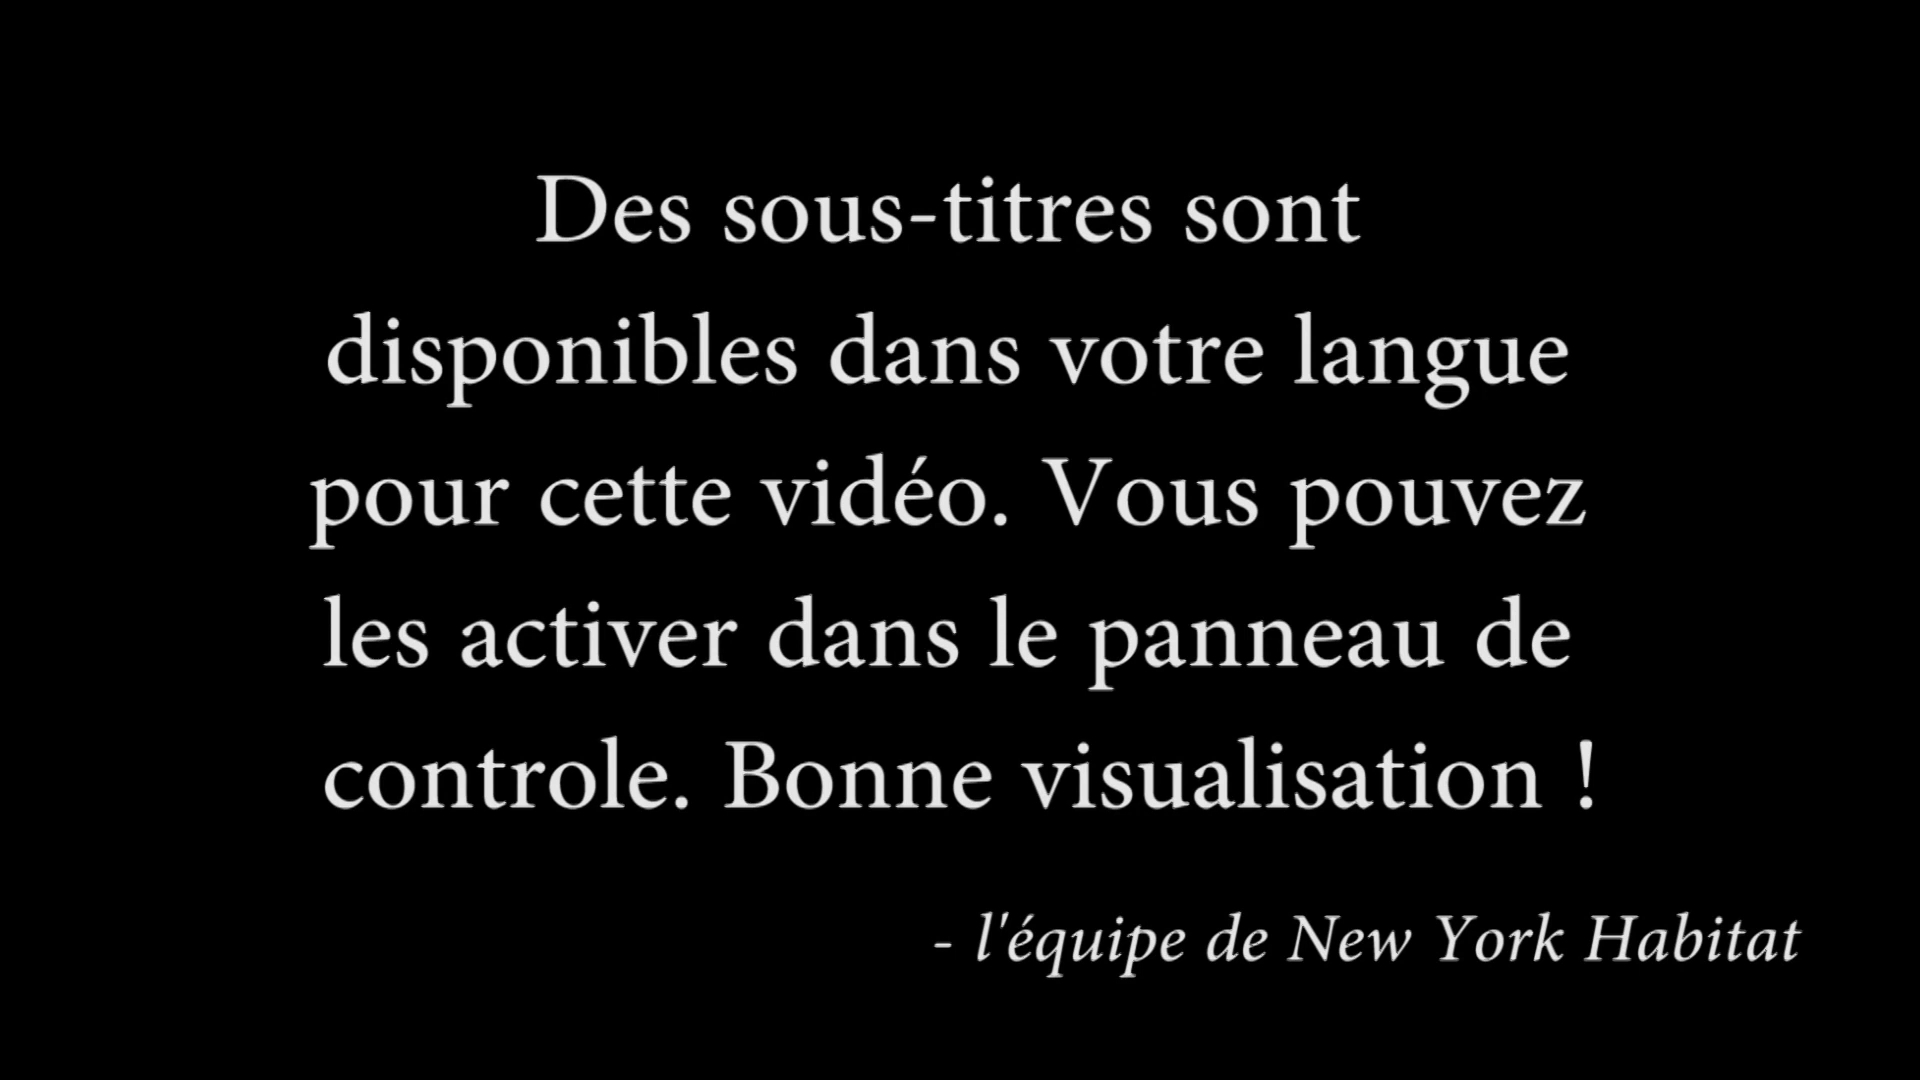 Des sous-titres sont
disponibles dans votre langue
pour cette vidéo. Vous pouvez
les activer dans le panneau de
controle. Bonne visualisation !
- l'équipe de New York Habitat